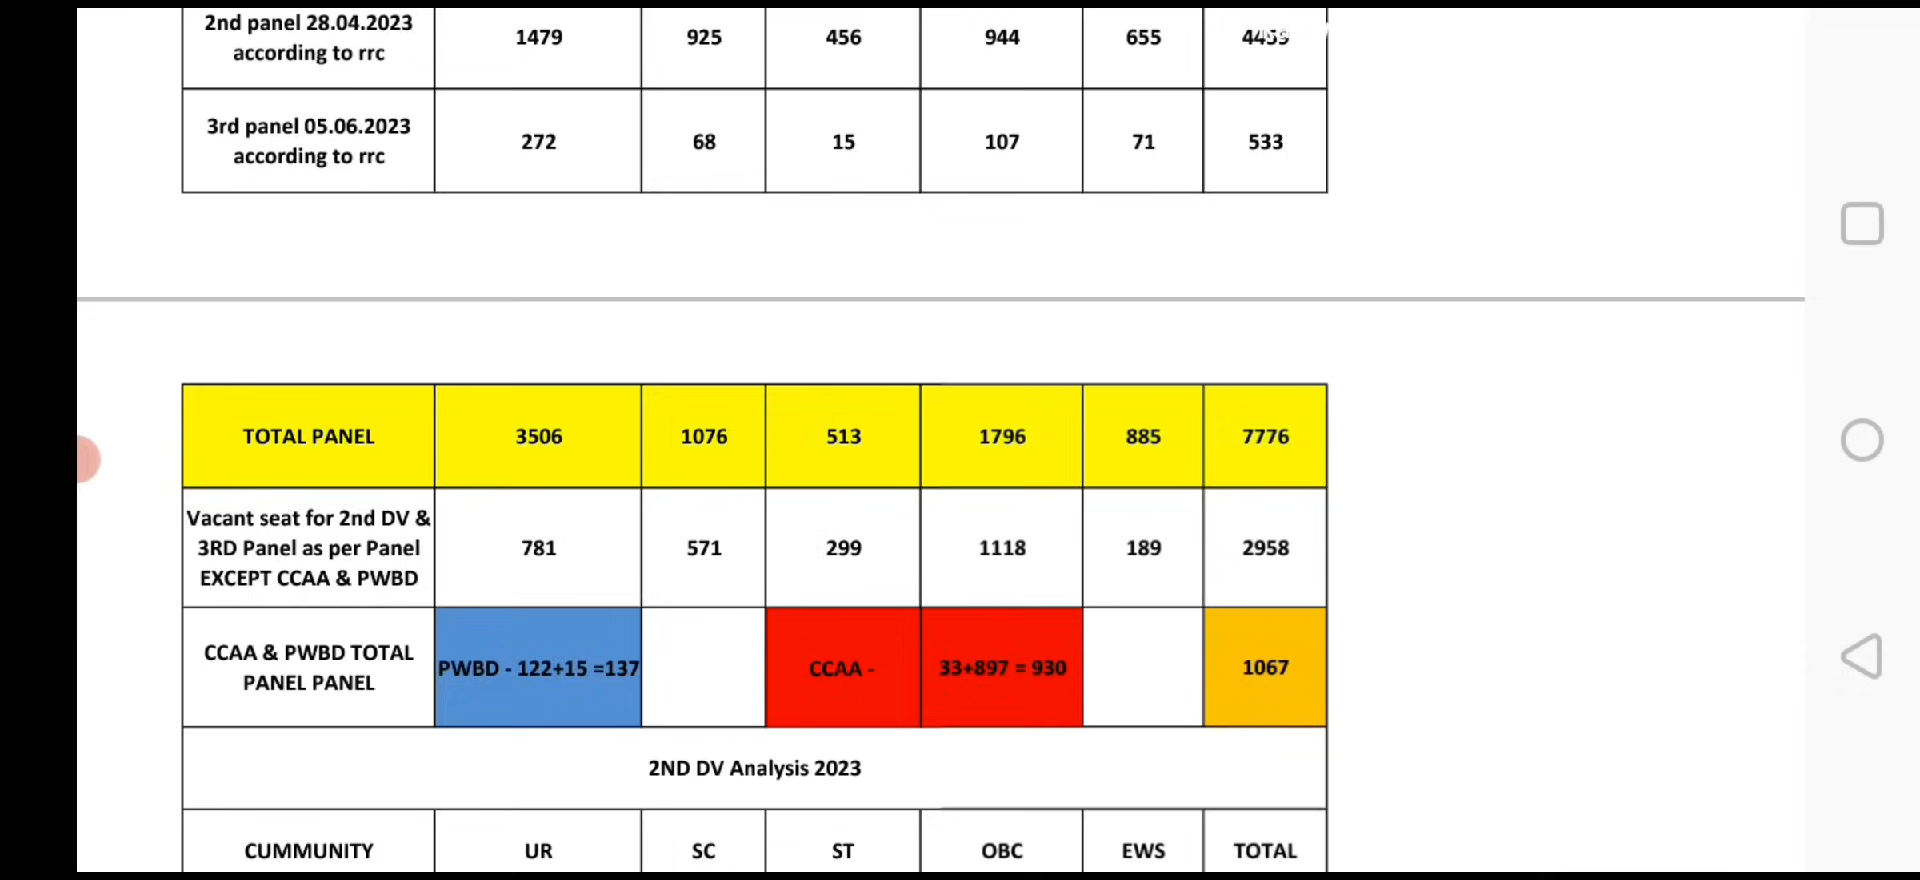 2nd panel 28.04.2023
according to rrc
1479 925 456 944 655 4459
3rd panel 05.06.2023
according to rrc
272 68 15 107 71 533
TOTAL PANEL 3506 1076 513 1796 885 7776
Vacant seat for 2nd DV &
3RD Panel as per Panel
EXCEPT CCAA & PWBD
781 571 299 1118 189 2958
CCAA & PWBD TOTAL
PANEL PANEL
PWBD - 122+15 =137 CCAA - 33+897 = 930 1067
2ND DV Analysis 2023
CUMMUNITY UR SC ST OBC EWS TOTAL